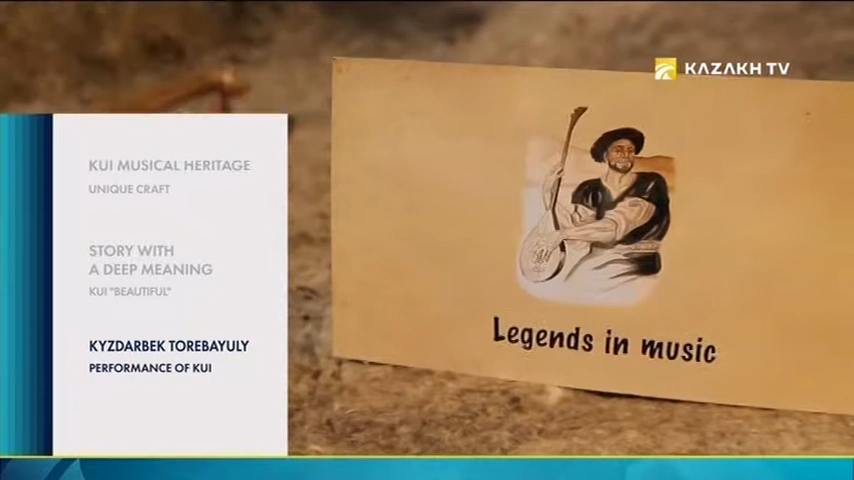 KAZAKH TV
KUI MUSICAL HERITAGE
UNIQUE CRAFT
STORY WITH
A DEEP MEANING
KUI "BEAUTIFUL"
KYZDARBEK TOREBAYULY
PERFORMANCE OF KUI
Legends in music